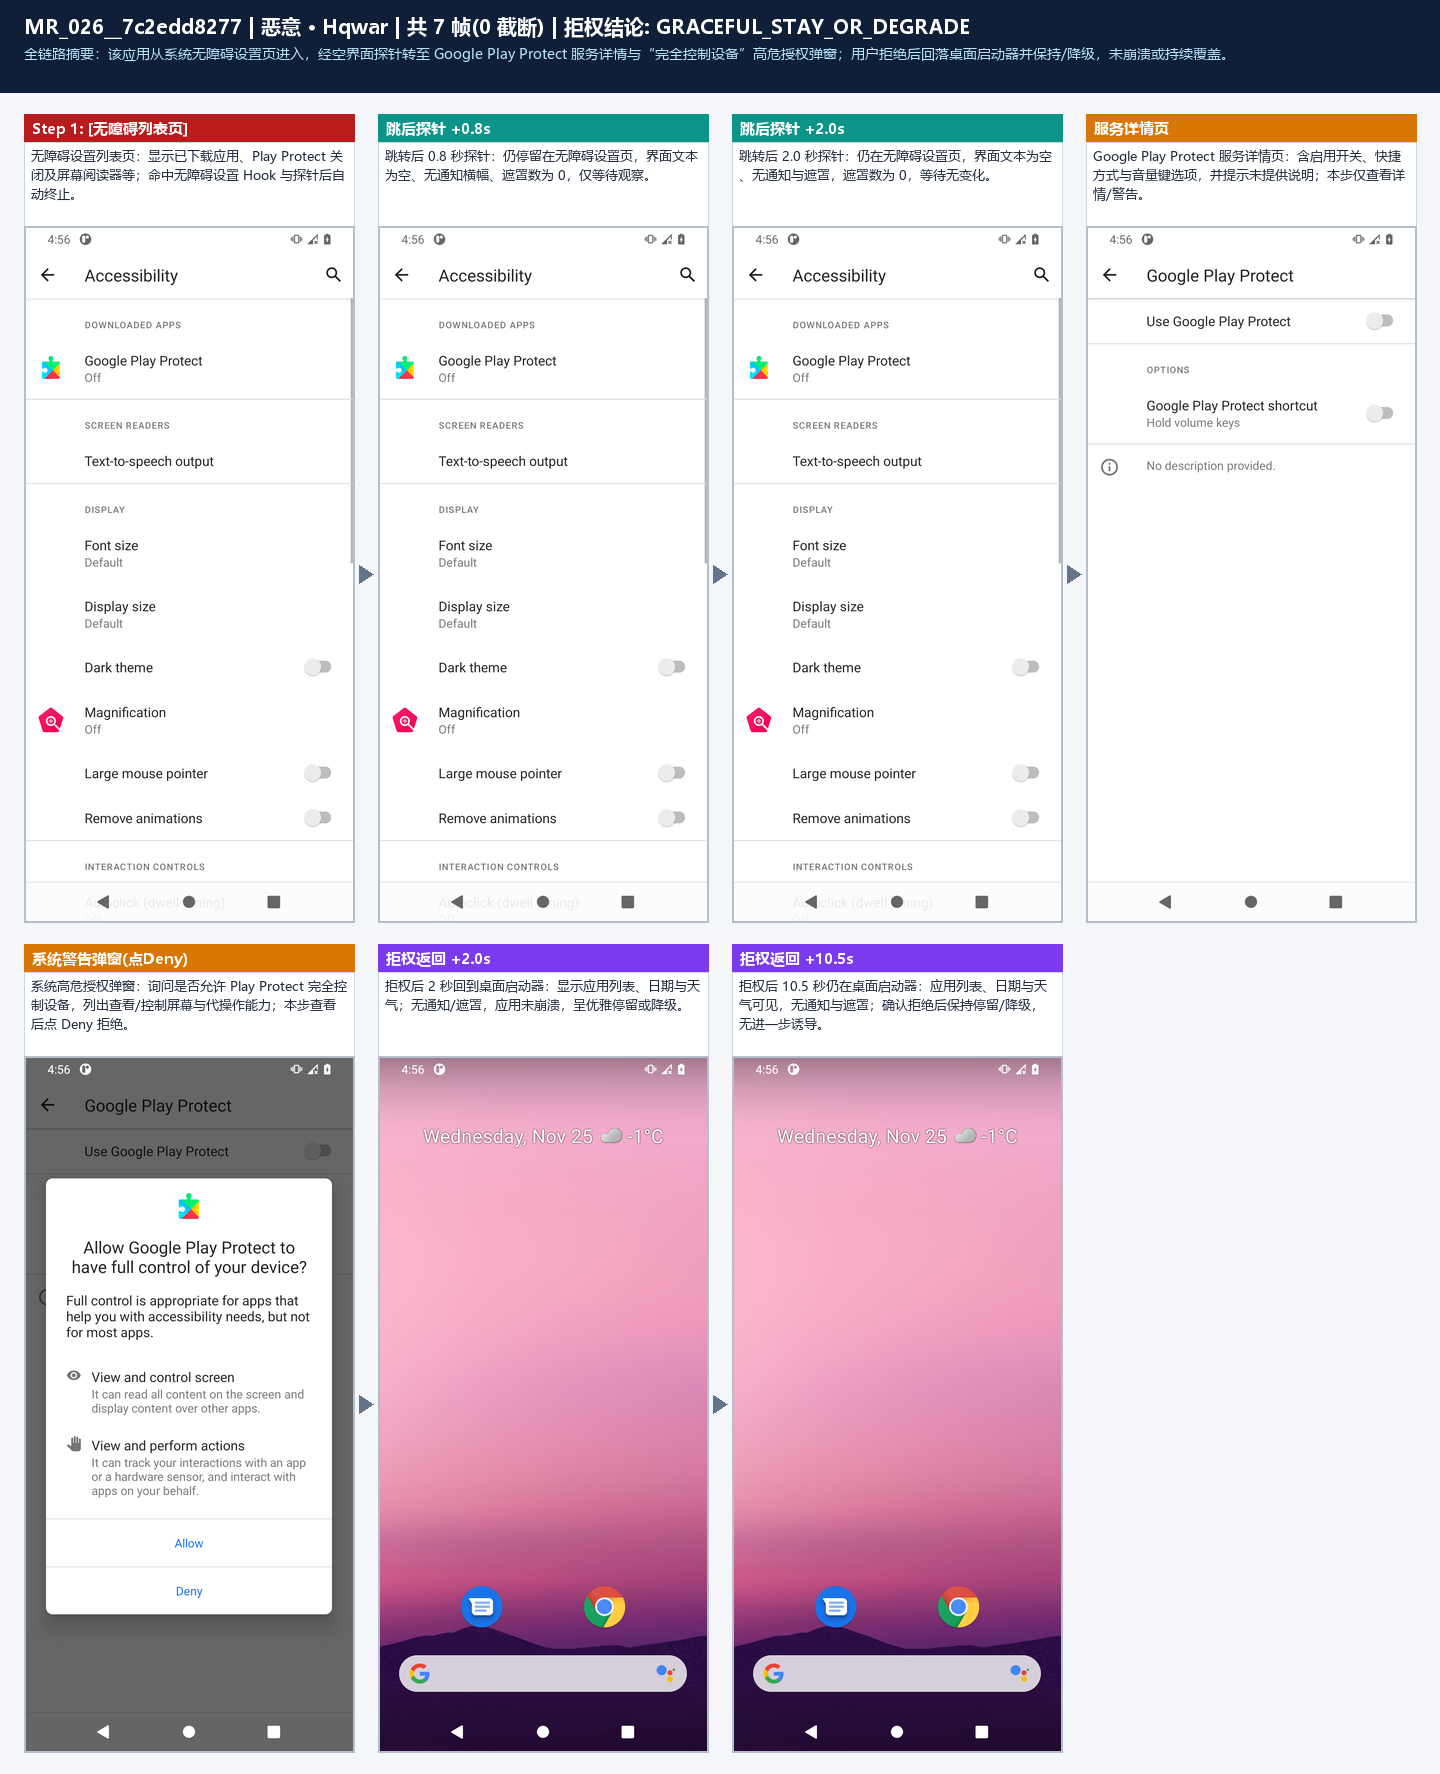 MR_026__7c2edd8277 | 恶意 • Hqwar | 共 7 帧(0 截断) | 拒权结论: GRACEFUL_STAY_OR_DEGRADE
全链路摘要：该应用从系统无障碍设置页进入，经空界面探针转至 Google Play Protect 服务详情与“完全控制设备”高危授权弹窗；用户拒绝后回落桌面启动器并保持/降级，未崩溃或持续覆盖。
Step 1: [无障碍列表页]
无障碍设置列表页：显示已下载应用、Play Protect 关
闭及屏幕阅读器等；命中无障碍设置 Hook 与探针后自
动终止。
4:56
Accessibility
DOWNLOADED APPS
Google Play Protect
Off
SCREEN READERS
Text-to-speech output
DISPLAY
Font size
Default
Display size
Default
Dark theme
Magnification
Off
Large mouse pointer
Remove animations
INTERACTION CONTROLS
跳后探针 +0.8s
跳转后 0.8 秒探针：仍停留在无障碍设置页，界面文本
为空、无通知横幅、遮罩数为 0，仅等待观察。
4:56
Accessibility
DOWNLOADED APPS
Google Play Protect
Off
SCREEN READERS
Text-to-speech output
DISPLAY
Font size
Default
Display size
Default
Dark theme
Magnification
Off
Large mouse pointer
Remove animations
INTERACTION CONTROLS
跳后探针 +2.0s
跳转后 2.0 秒探针：仍在无障碍设置页，界面文本为空
、无通知与遮罩，遮罩数为 0，等待无变化。
4:56
Accessibility
DOWNLOADED APPS
Google Play Protect
Off
SCREEN READERS
Text-to-speech output
DISPLAY
Font size
Default
Display size
Default
Dark theme
Magnification
Off
Large mouse pointer
Remove animations
INTERACTION CONTROLS
服务详情页
Google Play Protect 服务详情页：含启用开关、快捷
方式与音量键选项，并提示未提供说明；本步仅查看详
情/警告。
4:56
Google Play Protect
Use Google Play Protect
OPTIONS
Google Play Protect shortcut
Hold volume keys
No description provided.
系统警告弹窗(点Deny)
系统高危授权弹窗：询问是否允许 Play Protect 完全控
制设备，列出查看/控制屏幕与代操作能力；本步查看
后点 Deny 拒绝。
4:56
Google Play Protect
Use Google Play Protect
Allow Google Play Protect to
have full control of your device?
Full control is appropriate for apps that
help you with accessibility needs, but not
for most apps.
View and control screen
It can read all content on the screen and
display content over other apps.
View and perform actions
It can track your interactions with an app
or a hardware sensor, and interact with
apps on your behalf.
Allow
Deny
拒权返回 +2.0s
拒权后 2 秒回到桌面启动器：显示应用列表、日期与天
气；无通知/遮罩，应用未崩溃，呈优雅停留或降级。
4:56
Wednesday, Nov 25 -1°C
拒权返回 +10.5s
拒权后 10.5 秒仍在桌面启动器：应用列表、日期与天
气可见，无通知与遮罩；确认拒绝后保持停留/降级，
无进一步诱导。
4:56
Wednesday, Nov 25 -1°C